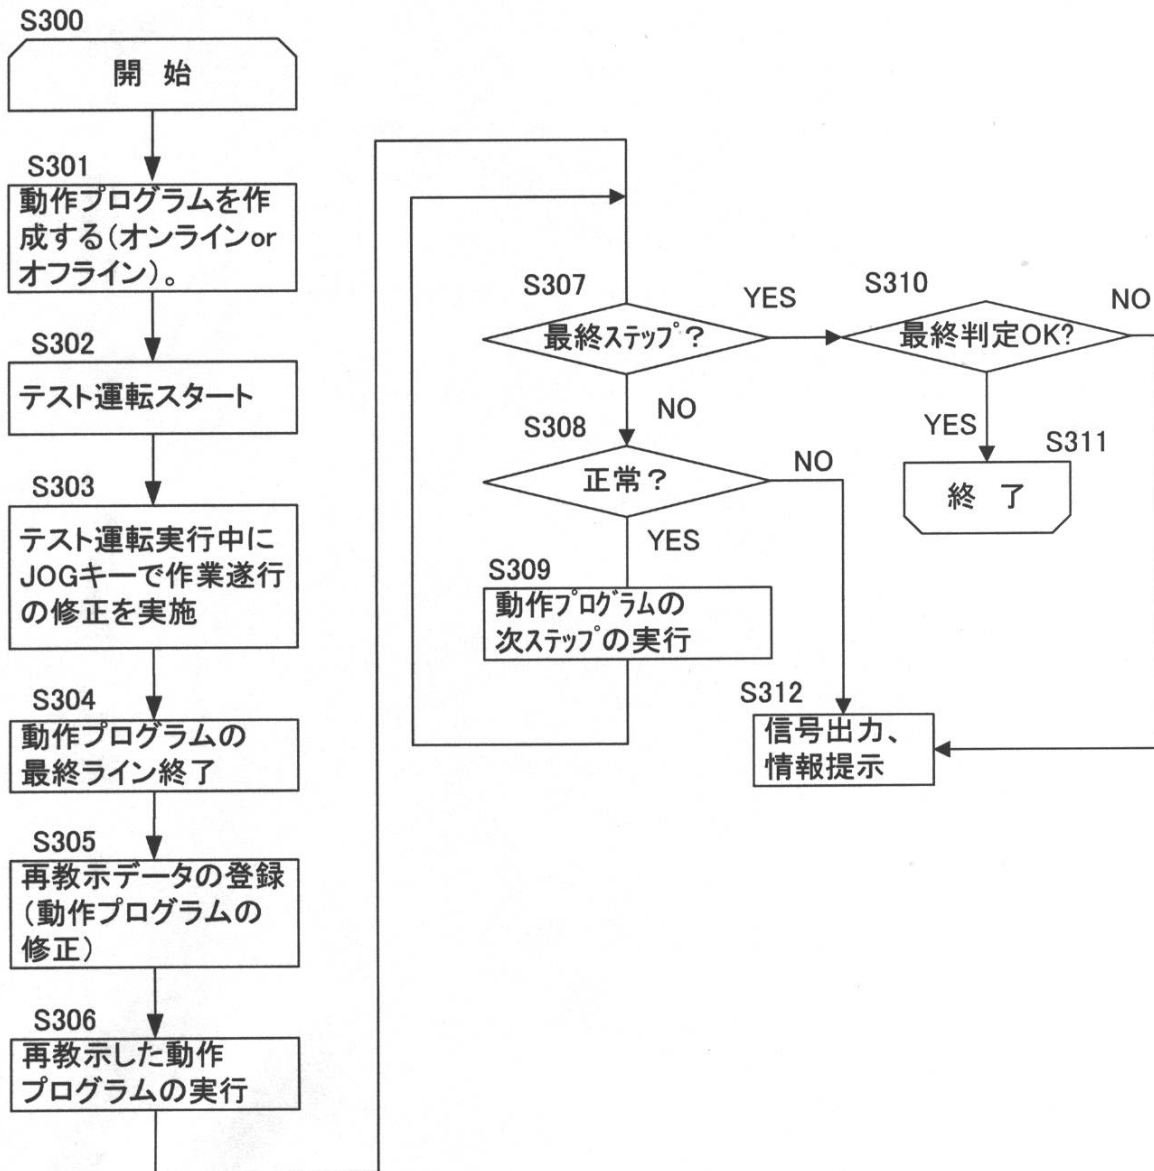 S300
開 始
S301
動作プログラムを作
成する(オンラインor
オフライン)。
S302
テスト運転スタート
S303
テスト運転実行中に
JOGキーで作業遂行
の修正を実施
S304
動作プログラムの
最終ライン終了
S305
再教示データの登録
(動作プログラムの
修正)
S306
再教示した動作
プログラムの実行
S307
最終ステップ?
YES
NO
S308
正常?
NO
YES
S309
動作プログラムの
次ステップの実行
S310
最終判定OK?
NO
YES
S311
終 了
S312
信号出力、
情報提示